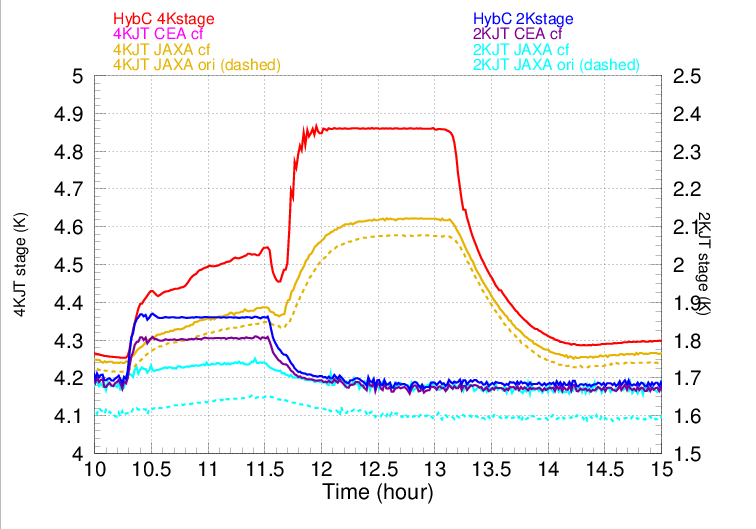 HybC 4Kstage
4KJT CEA cf
4KJT JAXA cf
4KJT JAXA ori (dashed)
HybC 2Kstage
2KJT CEA cf
2KJT JAXA cf
2KJT JAXA ori (dashed)
5
4.9
4.8
4.7
4.6
4.5
4.4
4.3
4.2
4.1
4
4KJT stage (K)
2.5
2.4
2.3
2.2
2.1
2
1.9
1.8
1.7
1.6
1.5
2KJT stage (K)
10 10.5 11 11.5 12 12.5 13 13.5 14 14.5 15
Time (hour)